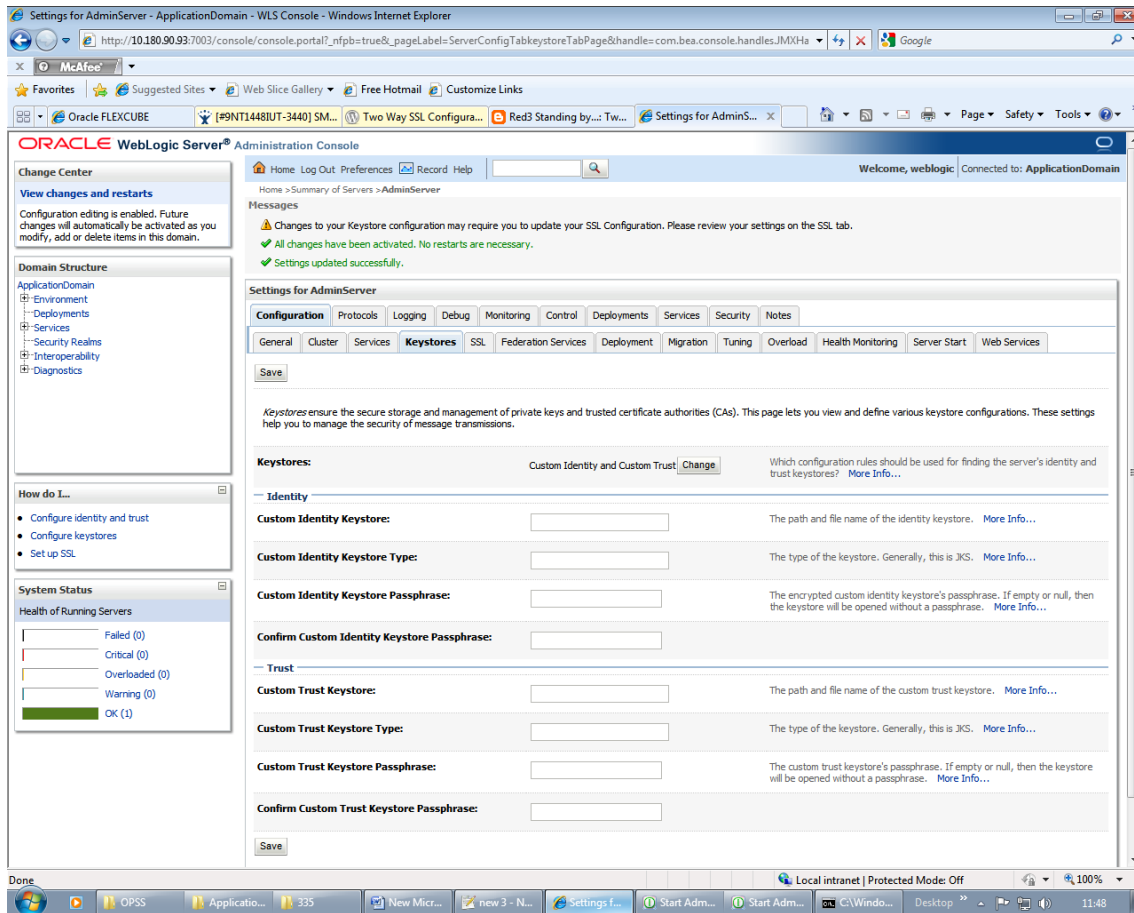 Settings for AdminServer - ApplicationDomain - WLS Console - Windows Internet Explorer
http://10.180.90.93:7003/console/console.portal?_nfpb=true&_pageLabel=ServerConfigTabkeystoreTabPage&handle=com.bea.console.handles.JMXHa
Google
x McAfee
Favorites Suggested Sites Web Slice Gallery Free Hotmail Customize Links
Oracle FLEXCUBE [#9NT1448IUT-3440] SM... Two Way SSL Configura... Red3 Standing by...: Tw... Settings for AdminS... X Page Safety Tools
ORACLE WebLogic Server® Administration Console
Change Center
View changes and restarts
Configuration editing is enabled. Future
changes will automatically be activated as you
modify, add or delete items in this domain.
Domain Structure
ApplicationDomain
Environment
Deployments
Services
Security Realms
Interoperability
Diagnostics
How do I...
Configure identity and trust
Configure keystores
Set up SSL
System Status
Health of Running Servers
Failed (0)
Critical (0)
Overloaded (0)
Warning (0)
OK (1)
Home Log Out Preferences Record Help
Welcome, weblogic Connected to: ApplicationDomain
Home >Summary of Servers >AdminServer
Messages
Changes to your Keystore configuration may require you to update your SSL Configuration. Please review your settings on the SSL tab.
All changes have been activated. No restarts are necessary.
Settings updated successfully.
Settings for AdminServer
Configuration Protocols Logging Debug Monitoring Control Deployments Services Security Notes
General Cluster Services Keystores SSL Federation Services Deployment Migration Tuning Overload Health Monitoring Server Start Web Services
Save
Keystores ensure the secure storage and management of private keys and trusted certificate authorities (CAs). This page lets you view and define various keystore configurations. These settings
help you to manage the security of message transmissions.
Keystores: Custom Identity and Custom Trust Change Which configuration rules should be used for finding the server's identity and
trust keystores? More Info...
Identity
Custom Identity Keystore: The path and file name of the identity keystore. More Info...
Custom Identity Keystore Type: The type of the keystore. Generally, this is JKS. More Info...
Custom Identity Keystore Passphrase: The encrypted custom identity keystore's passphrase. If empty or null, then
the keystore will be opened without a passphrase. More Info...
Confirm Custom Identity Keystore Passphrase:
Trust
Custom Trust Keystore: The path and file name of the custom trust keystore. More Info...
Custom Trust Keystore Type: The type of the keystore. Generally, this is JKS. More Info...
Custom Trust Keystore Passphrase: The custom trust keystore's passphrase. If empty or null, then the keystore
will be opened without a passphrase. More Info...
Confirm Custom Trust Keystore Passphrase:
Save
Done Local intranet | Protected Mode: Off 100%
OPSS Applicatio... 335 New Micr... new 3 - N... Settings f... Start Adm... Start Adm... C:\Windo... Desktop 11:48